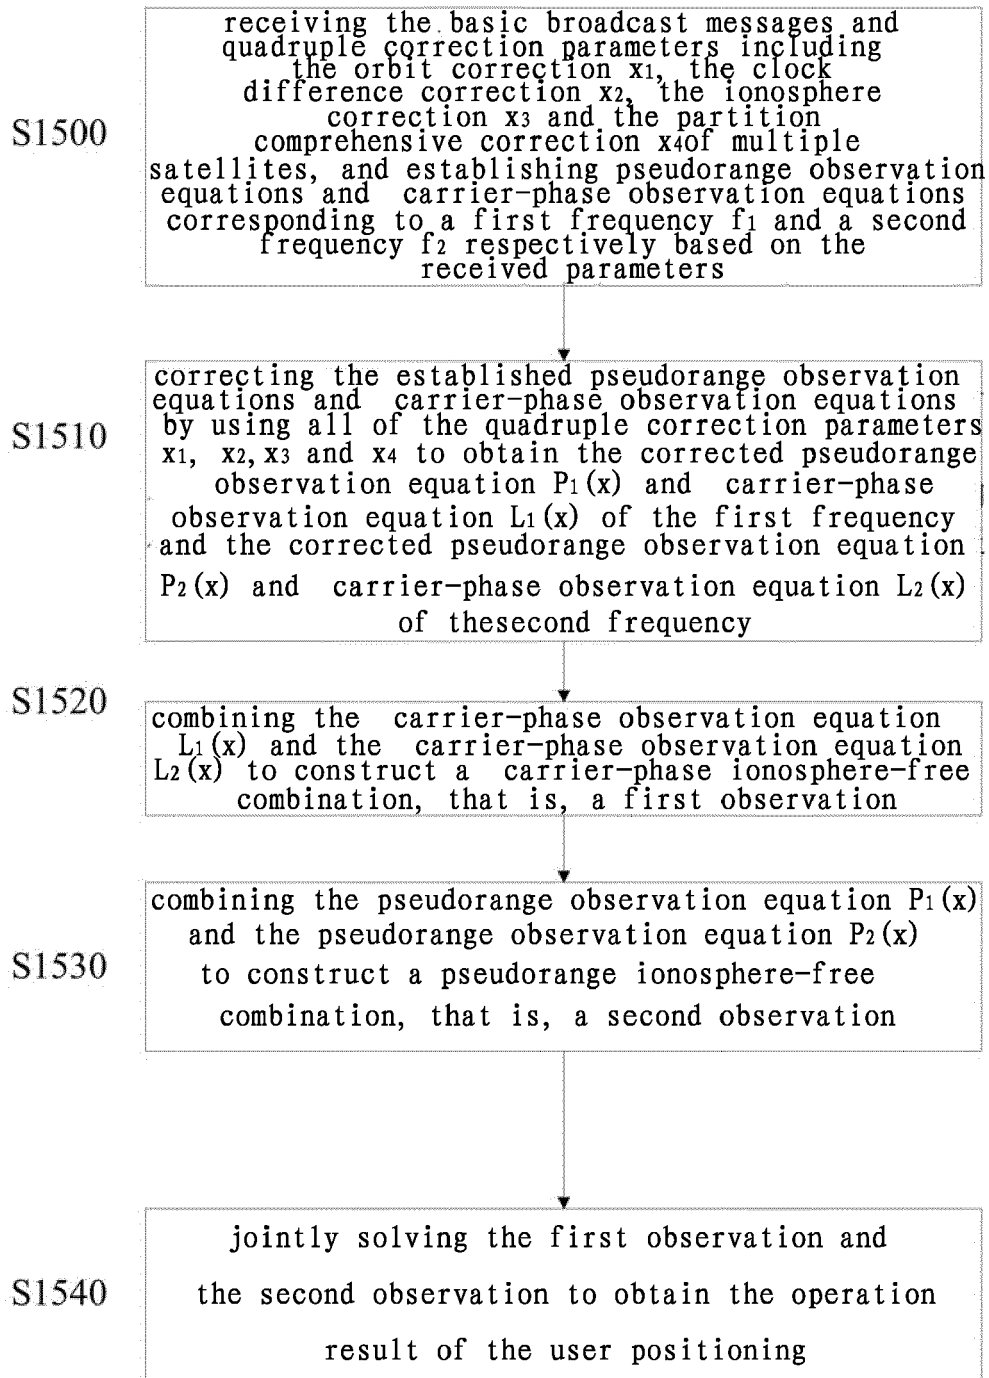 receiving the basic broadcast messages and
quadruple correction parameters including
the orbit correction x1, the clock
difference correction x2, the ionosphere
correction x3 and the partition
comprehensive correction x4of multiple
satellites, and establishing pseudorange observation
equations and carrier-phase observation equations
corresponding to a first frequency f1 and a second
frequency f2 respectively based on the
received parameters
S1500
correcting the established pseudorange observation
equations and carrier-phase observation equations
by using all of the quadruple correction parameters
x1, x2, x3 and x4 to obtain the corrected pseudorange
observation equation P1(x) and carrier-phase
observation equation L1(x) of the first frequency
and the corrected pseudorange observation equation
P2(x) and carrier-phase observation equation L2(x)
of thesecond frequency
S1510
S1520
combining the carrier-phase observation equation
L1(x) and the carrier-phase observation equation
L2(x) to construct a carrier-phase ionosphere-free
combination, that is, a first observation
combining the pseudorange observation equation P1(x)
and the pseudorange observation equation P2(x)
to construct a pseudorange ionosphere-free
combination, that is, a second observation
S1530
jointly solving the first observation and
the second observation to obtain the operation
result of the user positioning
S1540